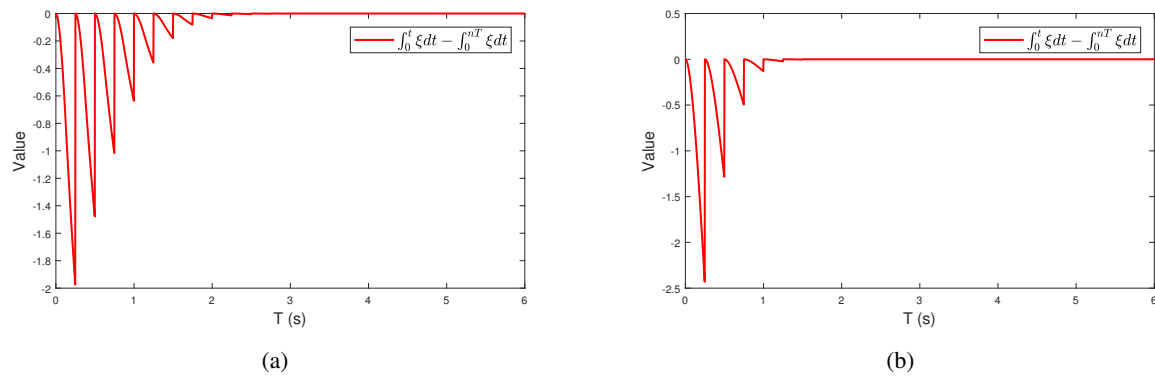 0
-0.2
-0.4
-0.6
-0.8
-1
-1.2
-1.4
-1.6
-1.8
-2
Value
0 1 2 3 4 5 6
T (s)
∫₀ᵗ ξdt − ∫₀ⁿᵀ ξdt
(a)
0.5
0
-0.5
-1
-1.5
-2
-2.5
Value
0 1 2 3 4 5 6
T (s)
∫₀ᵗ ξdt − ∫₀ⁿᵀ ξdt
(b)